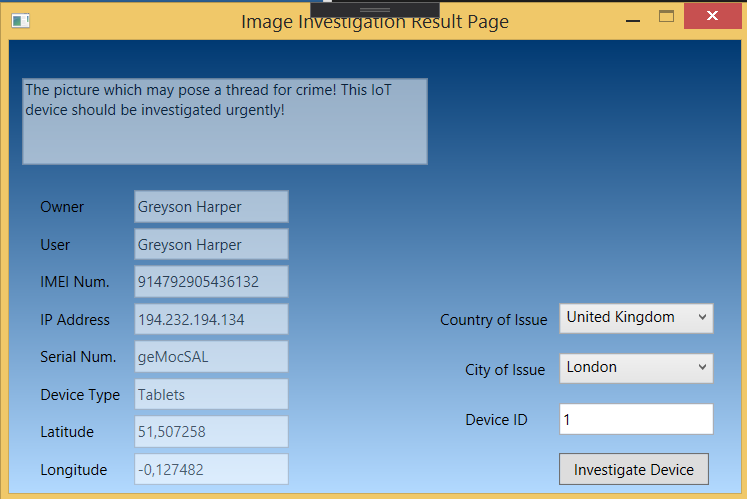 Image Investigation Result Page
The picture which may pose a thread for crime! This IoT
device should be investigated urgently!
Owner Greyson Harper
User Greyson Harper
IMEI Num. 914792905436132
IP Address 194.232.194.134
Serial Num. geMocSAL
Device Type Tablets
Latitude 51,507258
Longitude -0,127482
Country of Issue United Kingdom
City of Issue London
Device ID 1
Investigate Device